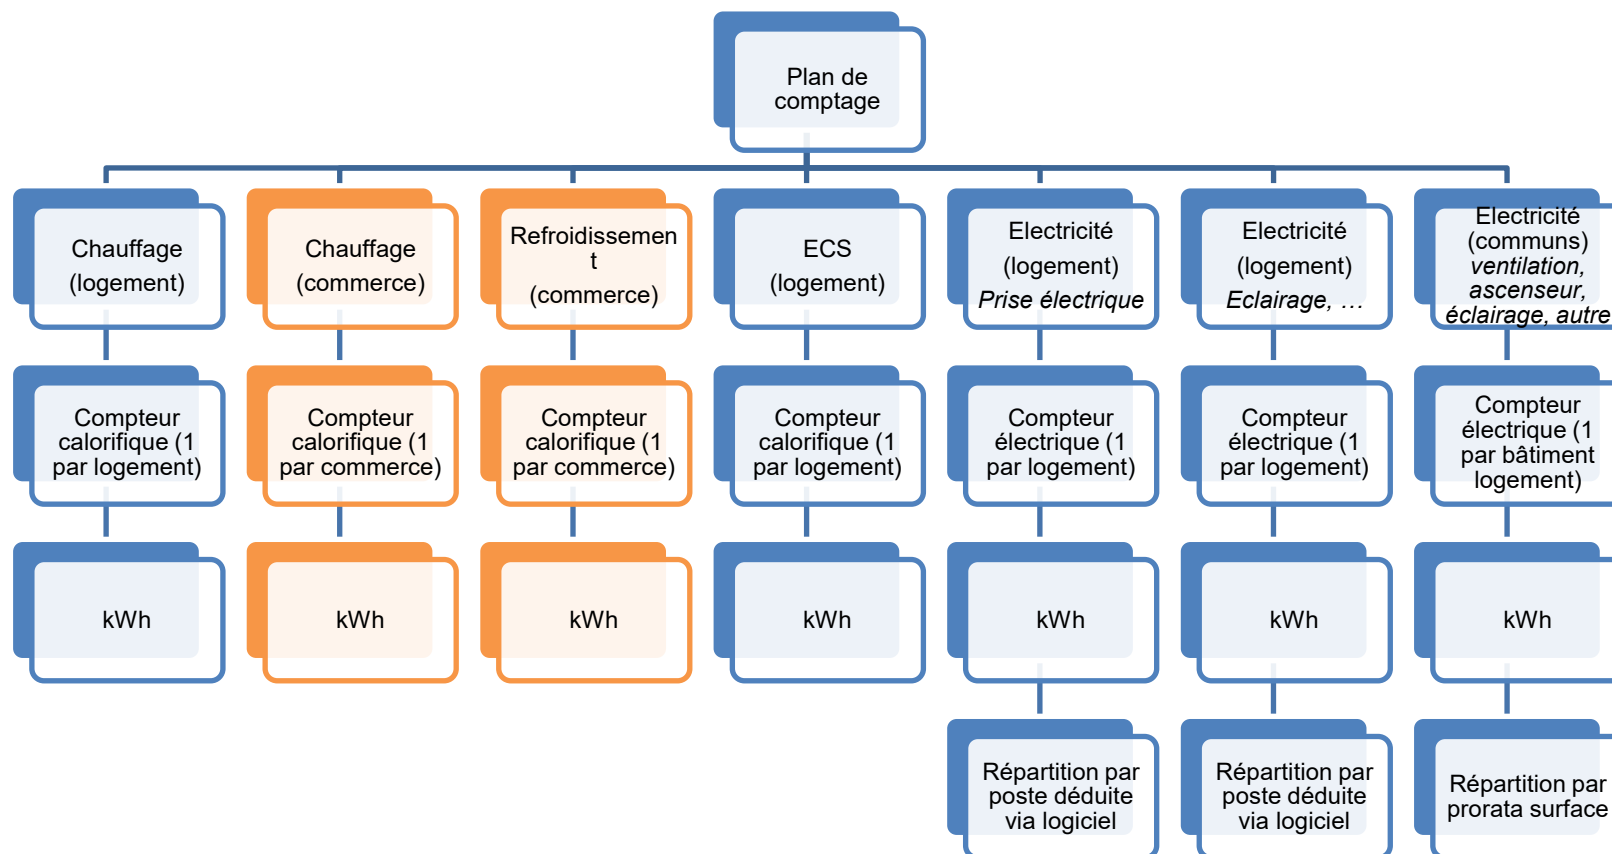 Plan de
comptage
Chauffage
(logement)
Chauffage
(commerce)
Refroidissemen
t
(commerce)
ECS
(logement)
Electricité
(logement)
Prise électrique
Electricité
(logement)
Eclairage, …
Electricité
(communs)
ventilation,
ascenseur,
éclairage, autre
Compteur
calorifique (1
par logement)
Compteur
calorifique (1
par commerce)
Compteur
calorifique (1
par commerce)
Compteur
calorifique (1
par logement)
Compteur
électrique (1
par logement)
Compteur
électrique (1
par logement)
Compteur
électrique (1
par bâtiment
logement)
kWh
kWh
kWh
kWh
kWh
kWh
kWh
Répartition par
poste déduite
via logiciel
Répartition par
poste déduite
via logiciel
Répartition par
prorata surface